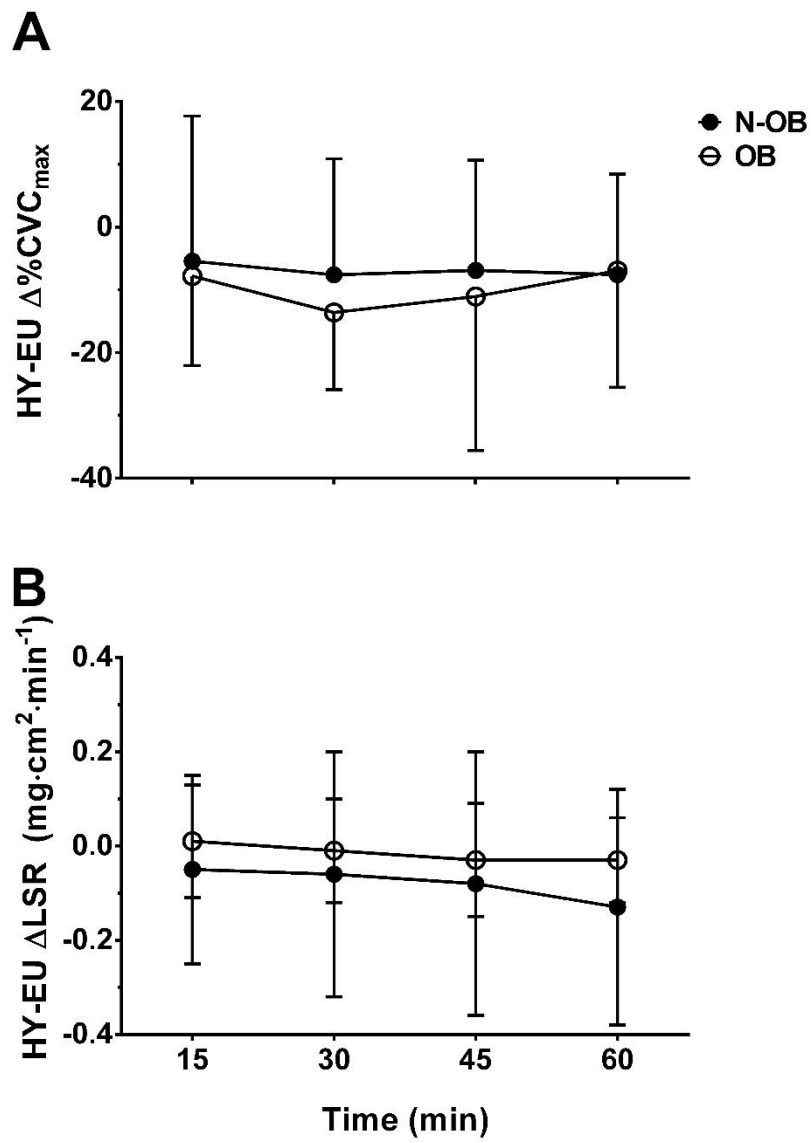 A
HY-EU Δ%CVCmax
20
0
-20
-40
N-OB
OB
B
HY-EU ΔLSR (mg·cm²·min⁻¹)
0.4
0.2
0.0
-0.2
-0.4
15 30 45 60
Time (min)